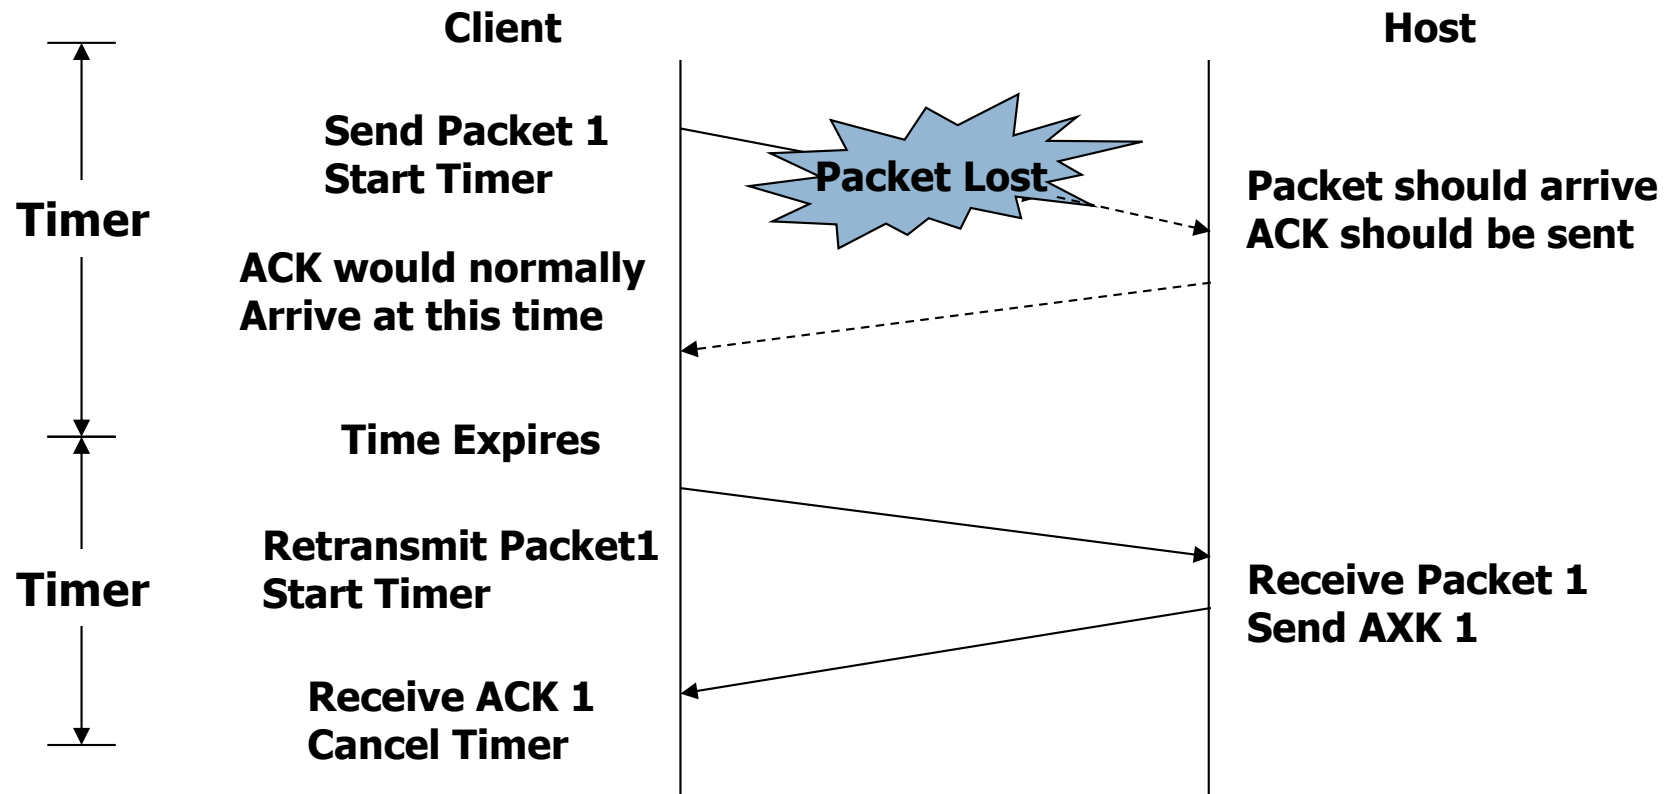 Client
Host
Send Packet 1
Start Timer
Packet Lost
Packet should arrive
ACK should be sent
Timer
ACK would normally
Arrive at this time
Time Expires
Retransmit Packet1
Start Timer
Timer
Receive Packet 1
Send AXK 1
Receive ACK 1
Cancel Timer